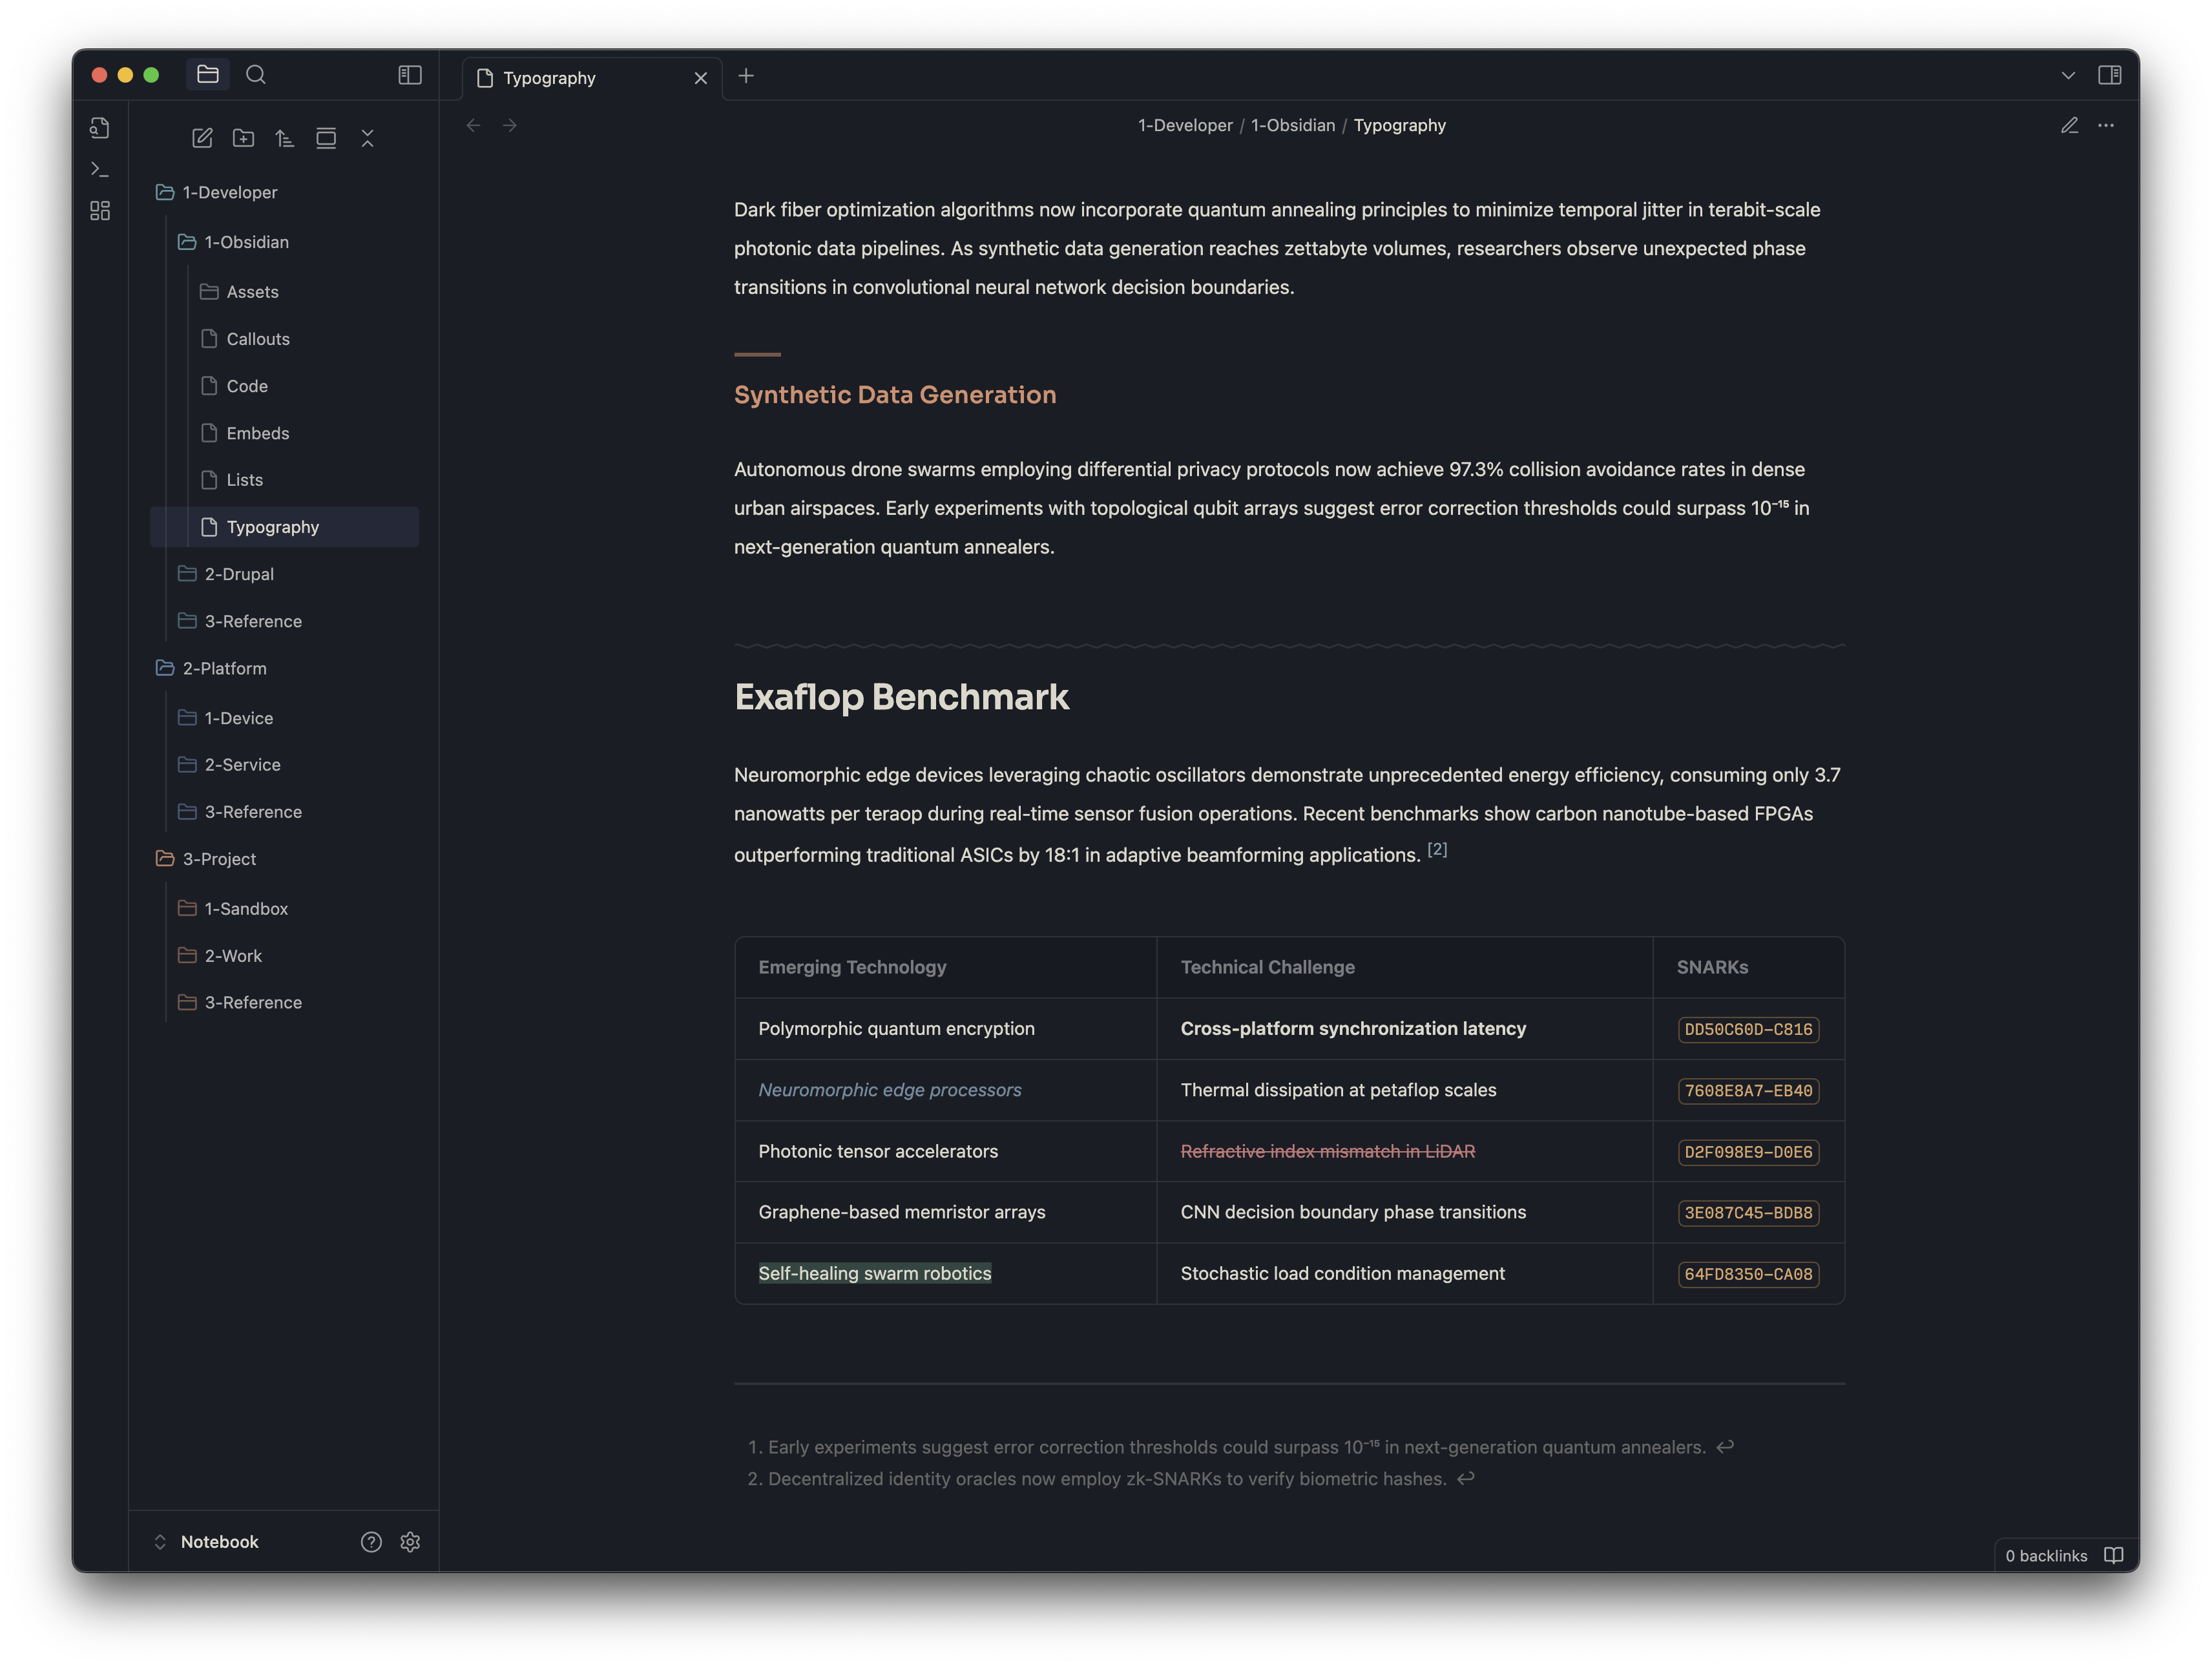 Typography
1-Developer / 1-Obsidian / Typography
1-Developer
1-Obsidian
Assets
Callouts
Code
Embeds
Lists
Typography
2-Drupal
3-Reference
2-Platform
1-Device
2-Service
3-Reference
3-Project
1-Sandbox
2-Work
3-Reference
Notebook
Dark fiber optimization algorithms now incorporate quantum annealing principles to minimize temporal jitter in terabit-scale
photonic data pipelines. As synthetic data generation reaches zettabyte volumes, researchers observe unexpected phase
transitions in convolutional neural network decision boundaries.
Synthetic Data Generation
Autonomous drone swarms employing differential privacy protocols now achieve 97.3% collision avoidance rates in dense
urban airspaces. Early experiments with topological qubit arrays suggest error correction thresholds could surpass 10⁻¹⁵ in
next-generation quantum annealers.
Exaflop Benchmark
Neuromorphic edge devices leveraging chaotic oscillators demonstrate unprecedented energy efficiency, consuming only 3.7
nanowatts per teraop during real-time sensor fusion operations. Recent benchmarks show carbon nanotube-based FPGAs
outperforming traditional ASICs by 18:1 in adaptive beamforming applications. [2]
Emerging Technology Technical Challenge SNARKs
Polymorphic quantum encryption Cross-platform synchronization latency DD50C60D-C816
Neuromorphic edge processors Thermal dissipation at petaflop scales 7608E8A7-EB40
Photonic tensor accelerators Refractive index mismatch in LiDAR D2F098E9-D0E6
Graphene-based memristor arrays CNN decision boundary phase transitions 3E087C45-BDB8
Self-healing swarm robotics Stochastic load condition management 64FD8350-CA08
1. Early experiments suggest error correction thresholds could surpass 10⁻¹⁵ in next-generation quantum annealers. ↩
2. Decentralized identity oracles now employ zk-SNARKs to verify biometric hashes. ↩
0 backlinks